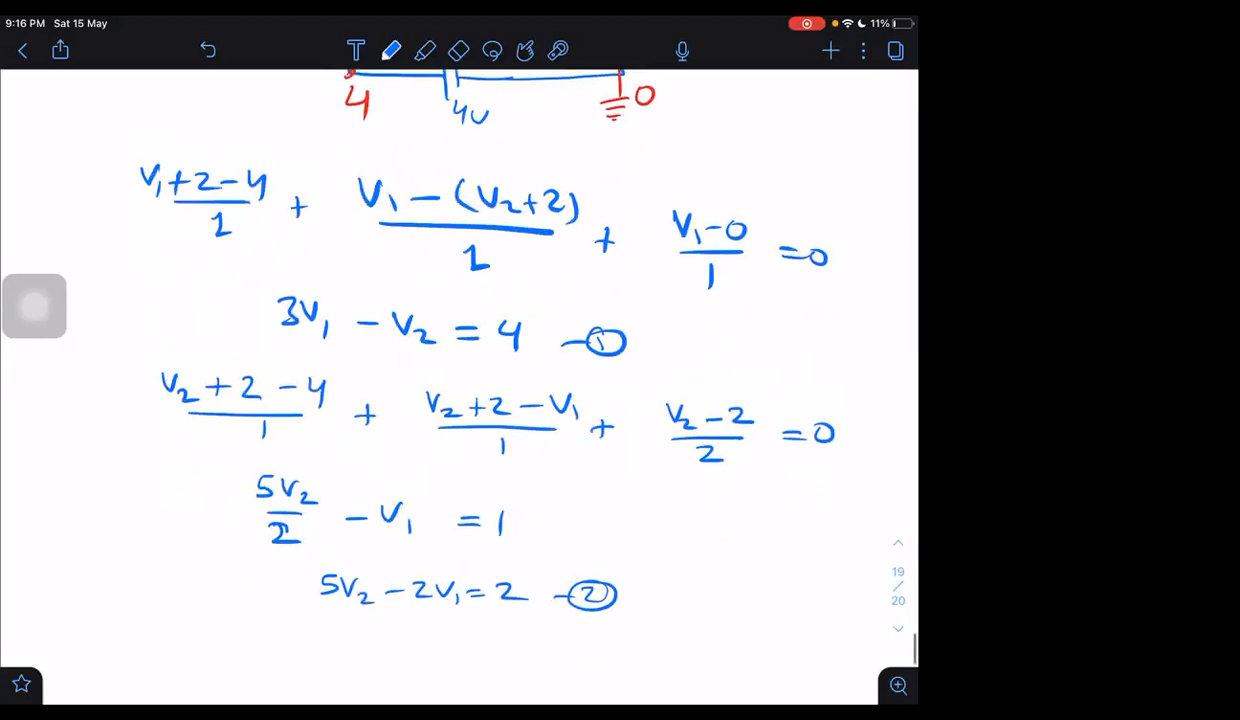 9:16 PM Sat 15 May 11%
T
4 4v 0
V₁+2-4/1 + V₁-(V₂+2)/1 + V₁-0/1 =0
3V₁ - V₂ = 4 -①
V₂+2-4/1 + V₂+2-V₁/1 + V₂-2/2 =0
5V₂/2 - V₁ = 1
5V₂-2V₁=2 -②
19
/
20